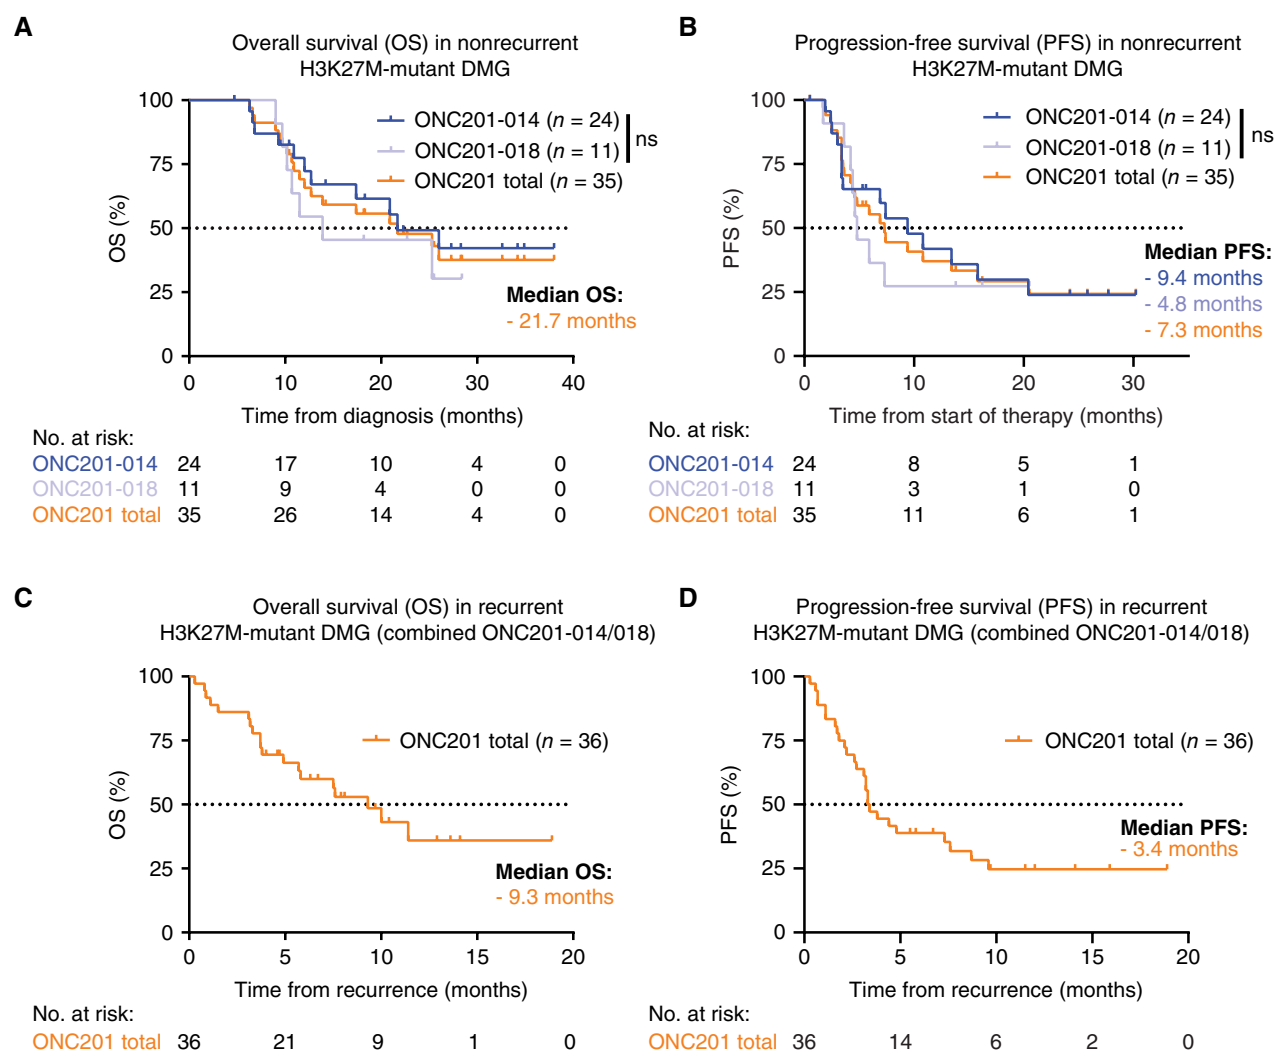 A
Overall survival (OS) in nonrecurrent
H3K27M-mutant DMG
100
75
50
25
0
OS (%)
ONC201-014 (n = 24)
ONC201-018 (n = 11)
ONC201 total (n = 35)
ns
Median OS:
- 21.7 months
0 10 20 30 40
Time from diagnosis (months)
No. at risk:
ONC201-014 24 17 10 4 0
ONC201-018 11 9 4 0 0
ONC201 total 35 26 14 4 0
B
Progression-free survival (PFS) in nonrecurrent
H3K27M-mutant DMG
100
75
50
25
0
PFS (%)
ONC201-014 (n = 24)
ONC201-018 (n = 11)
ONC201 total (n = 35)
ns
Median PFS:
- 9.4 months
- 4.8 months
- 7.3 months
0 10 20 30
Time from start of therapy (months)
No. at risk:
ONC201-014 24 8 5 1
ONC201-018 11 3 1 0
ONC201 total 35 11 6 1
C
Overall survival (OS) in recurrent
H3K27M-mutant DMG (combined ONC201-014/018)
100
75
50
25
0
OS (%)
ONC201 total (n = 36)
Median OS:
- 9.3 months
0 5 10 15 20
Time from recurrence (months)
No. at risk:
ONC201 total 36 21 9 1 0
D
Progression-free survival (PFS) in recurrent
H3K27M-mutant DMG (combined ONC201-014/018)
100
75
50
25
0
PFS (%)
ONC201 total (n = 36)
Median PFS:
- 3.4 months
0 5 10 15 20
Time from recurrence (months)
No. at risk:
ONC201 total 36 14 6 2 0